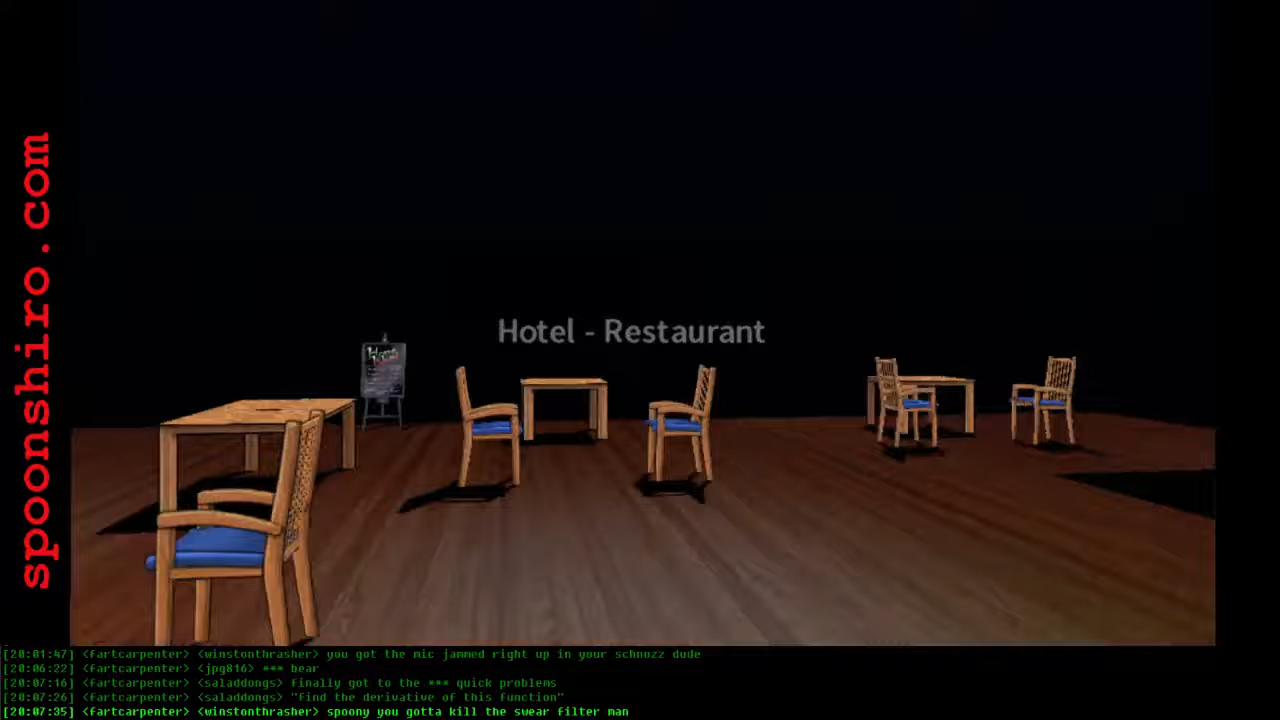 spoonshiro.com
Hotel - Restaurant
[20:01:47] <fartcarpenter> <winstonthrasher> you got the mic jammed right up in your schnozz dude
[20:06:22] <fartcarpenter> <jpg816> *** bear
[20:07:16] <fartcarpenter> <saladdongs> finally got to the *** quick problems
[20:07:26] <fartcarpenter> <saladdongs> "find the derivative of this function"
[20:07:35] <fartcarpenter> <winstonthrasher> spoony you gotta kill the swear filter man